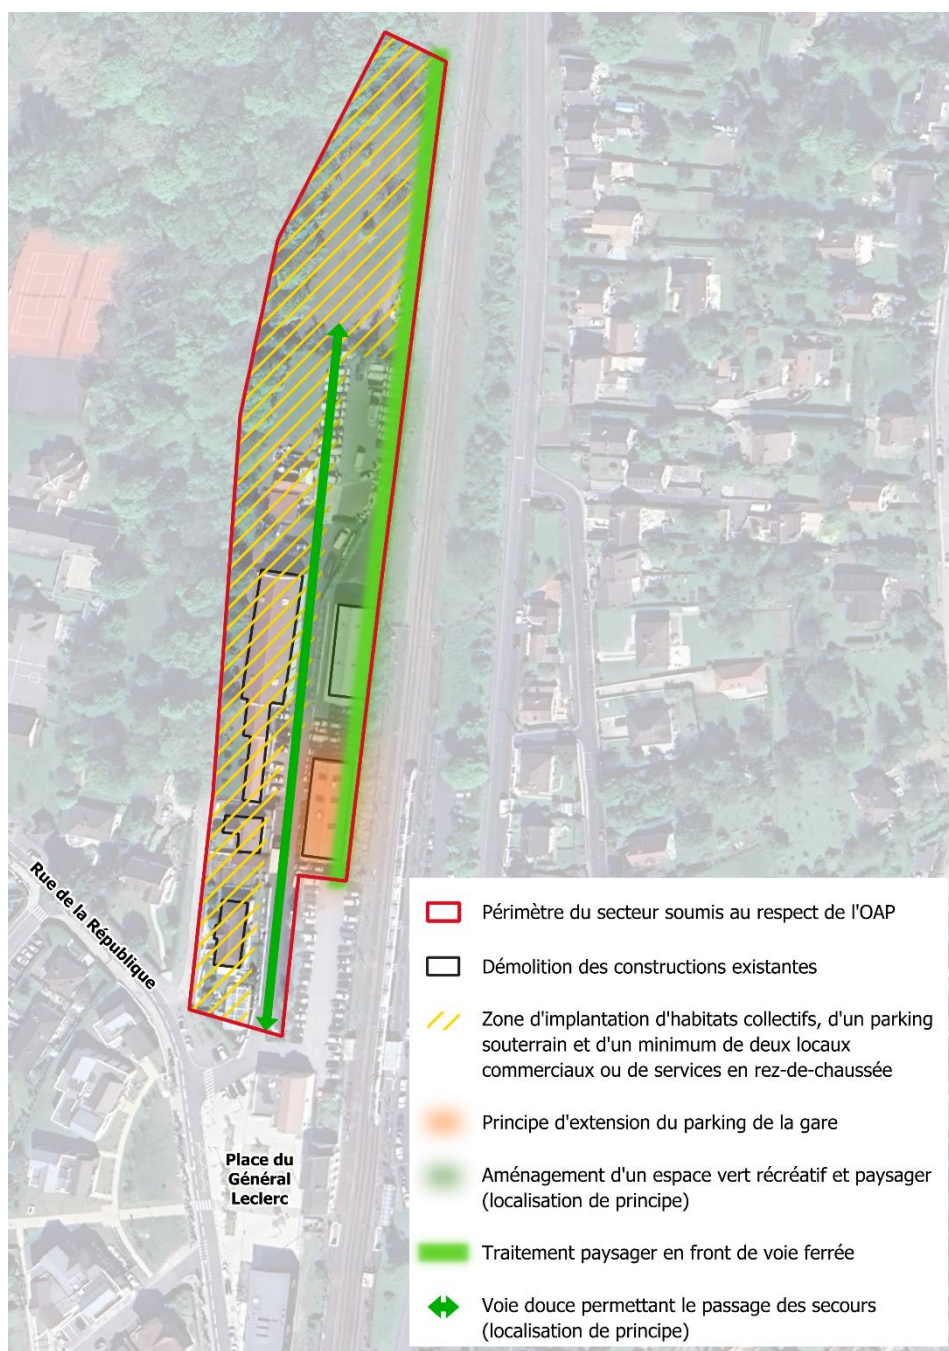 Rue de la République
Place du
Général
Leclerc
Périmètre du secteur soumis au respect de l'OAP
Démolition des constructions existantes
Zone d'implantation d'habitats collectifs, d'un parking
souterrain et d'un minimum de deux locaux
commerciaux ou de services en rez-de-chaussée
Principe d'extension du parking de la gare
Aménagement d'un espace vert récréatif et paysager
(localisation de principe)
Traitement paysager en front de voie ferrée
Voie douce permettant le passage des secours
(localisation de principe)